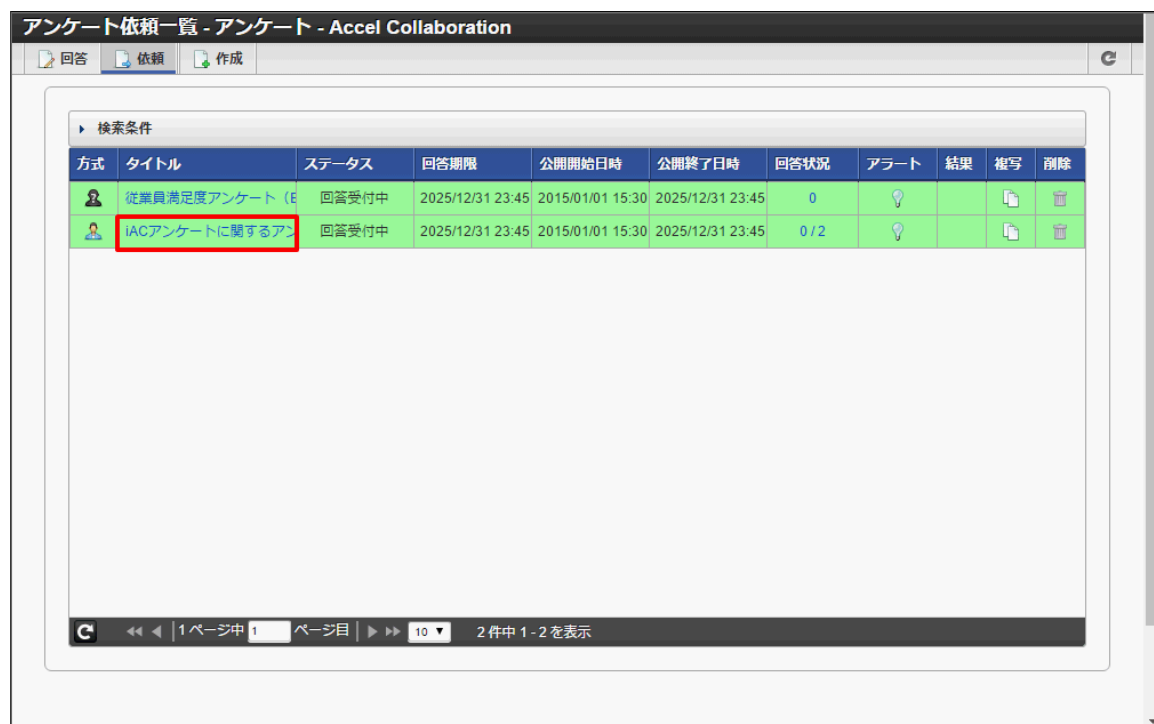 アンケート依頼一覧 - アンケート - Accel Collaboration
回答 依頼 作成
検索条件
方式 タイトル ステータス 回答期限 公開開始日時 公開終了日時 回答状況 アラート 結果 複写 削除
従業員満足度アンケート（E 回答受付中 2025/12/31 23:45 2015/01/01 15:30 2025/12/31 23:45 0
iACアンケートに関するアン 回答受付中 2025/12/31 23:45 2015/01/01 15:30 2025/12/31 23:45 0 / 2
1 ページ中 1 ページ目 10 2 件中 1 - 2 を表示